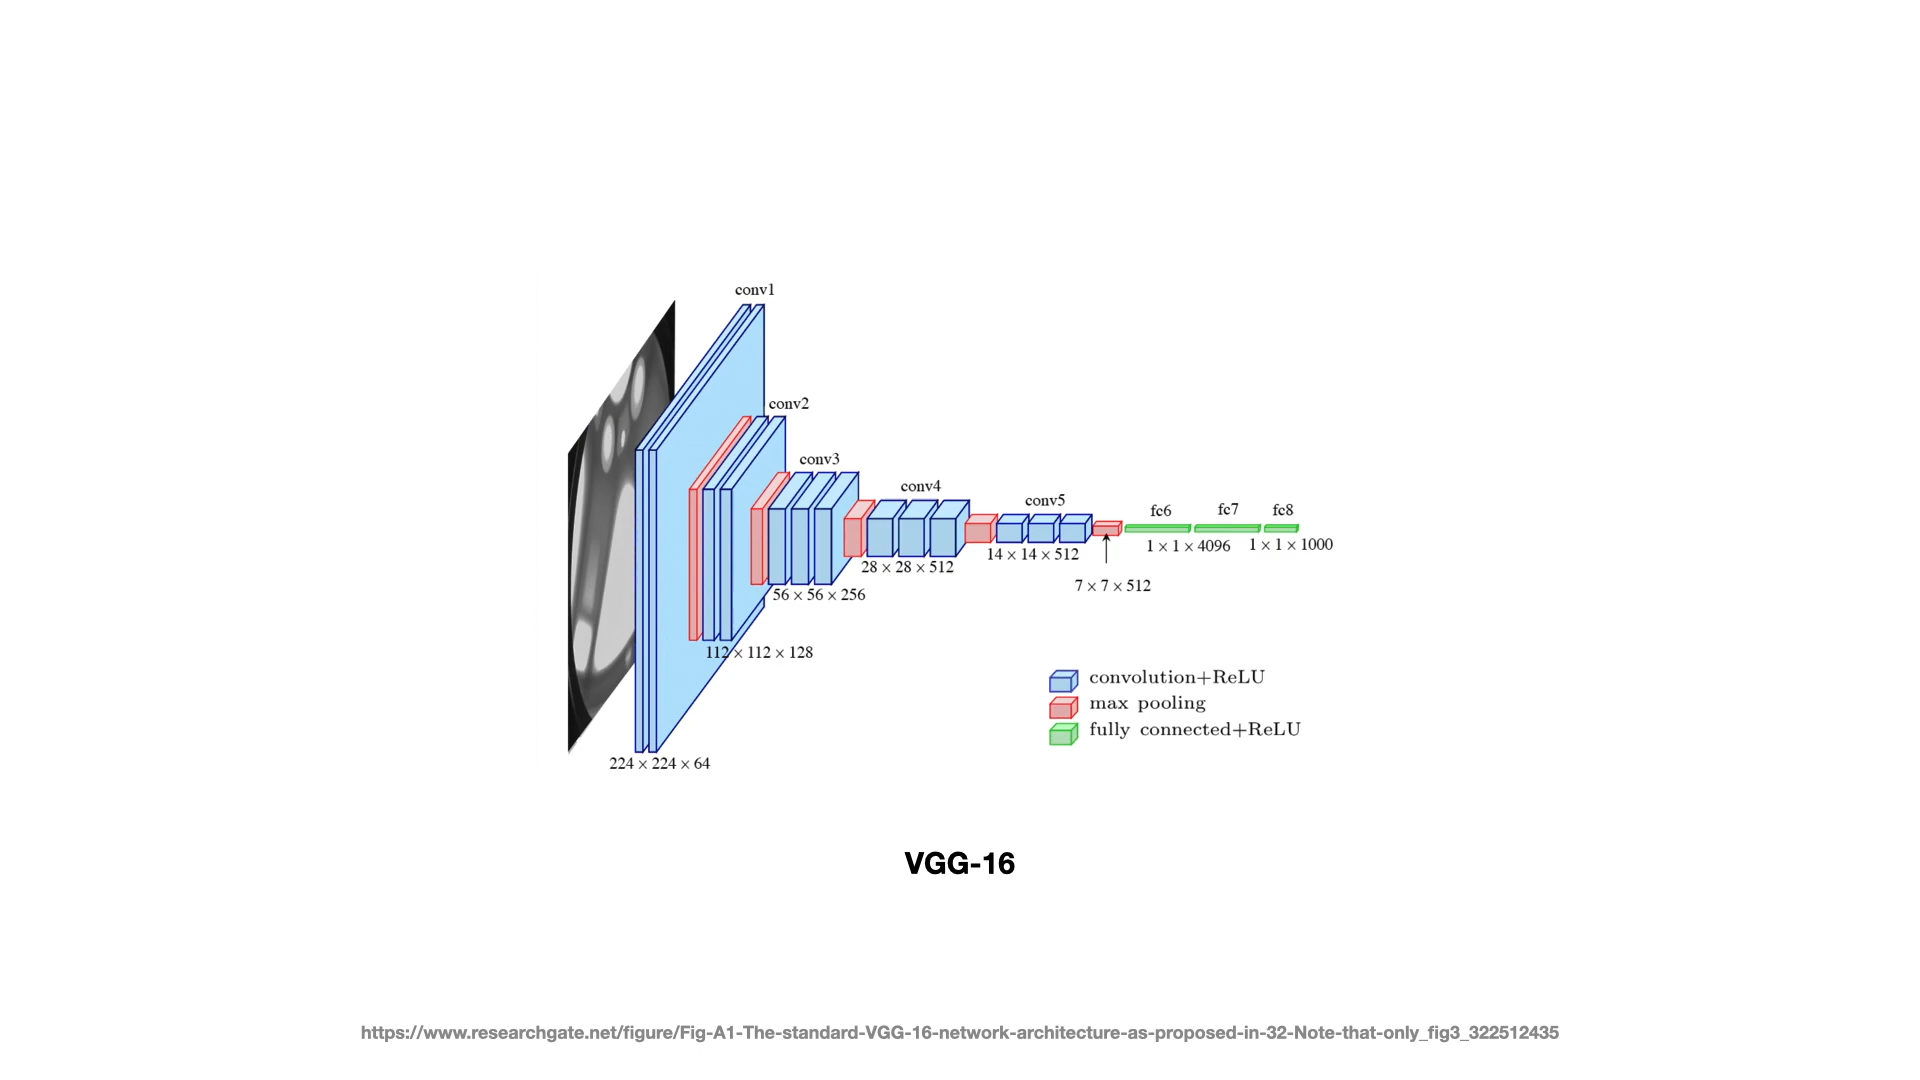 conv1
conv2
conv3
conv4
conv5
fc6
fc7
fc8
1 × 1 × 4096
1 × 1 × 1000
14 × 14 × 512
28 × 28 × 512
7 × 7 × 512
56 × 56 × 256
112 × 112 × 128
224 × 224 × 64
convolution+ReLU
max pooling
fully connected+ReLU
VGG-16
https://www.researchgate.net/figure/Fig-A1-The-standard-VGG-16-network-architecture-as-proposed-in-32-Note-that-only_fig3_322512435